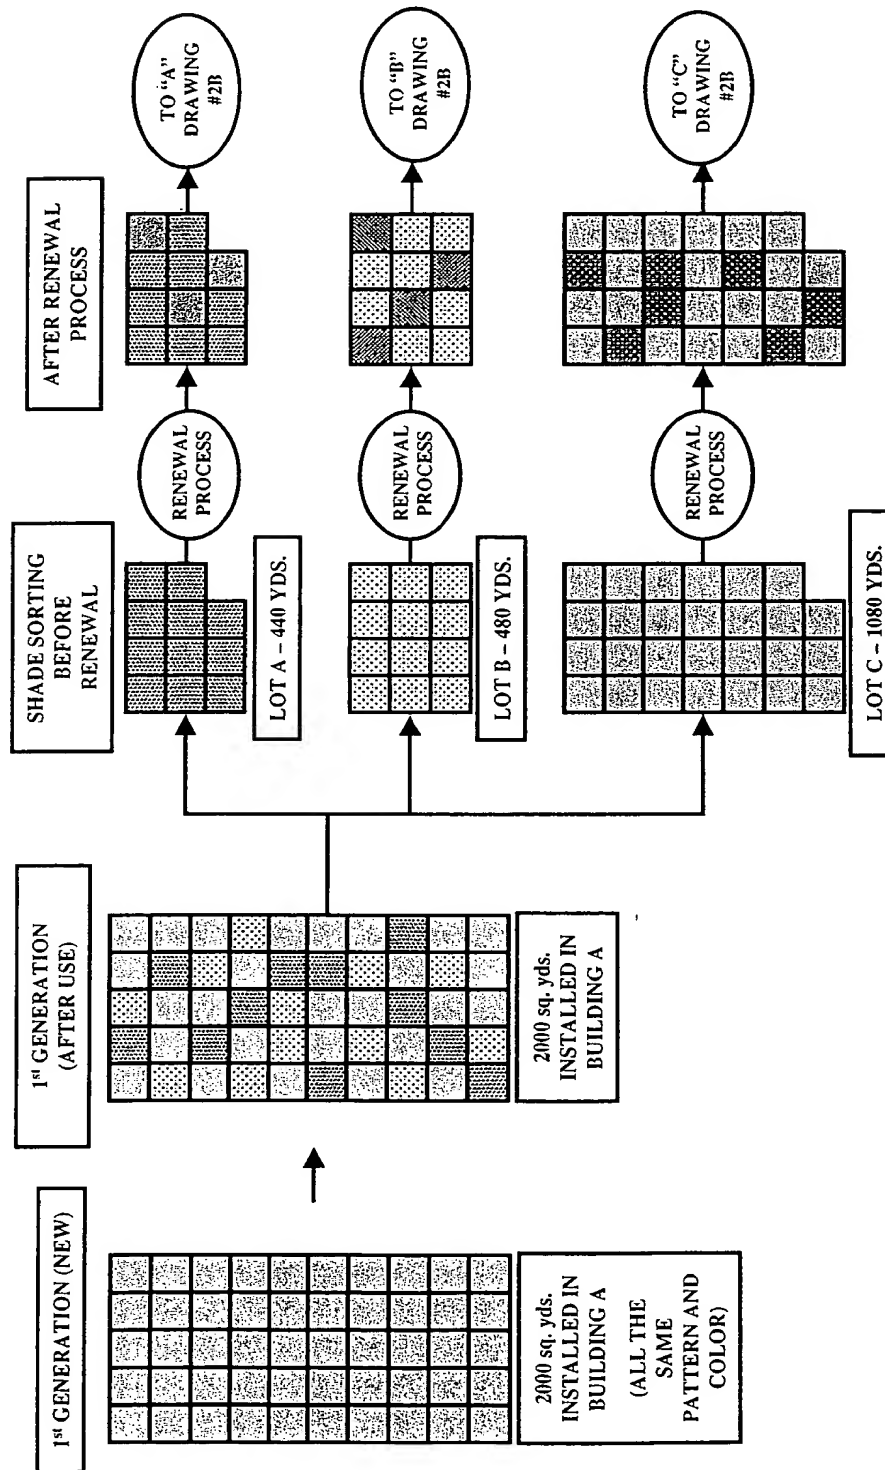 1st GENERATION (NEW)
2000 sq. yds.
INSTALLED IN
BUILDING A
(ALL THE
SAME
PATTERN AND
COLOR)
1st GENERATION
(AFTER USE)
2000 sq. yds.
INSTALLED IN
BUILDING A
SHADE SORTING
BEFORE
RENEWAL
LOT A – 440 YDS.
LOT B – 480 YDS.
LOT C – 1080 YDS.
RENEWAL
PROCESS
RENEWAL
PROCESS
RENEWAL
PROCESS
AFTER RENEWAL
PROCESS
TO “A”
DRAWING
#2B
TO “B”
DRAWING
#2B
TO “C”
DRAWING
#2B